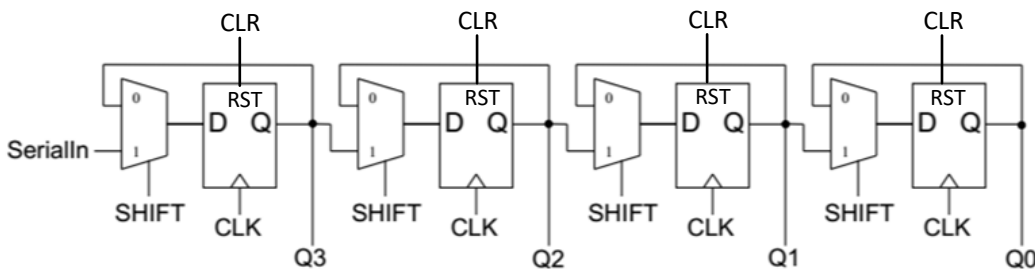 CLR CLR CLR CLR
RST RST RST RST
0 0 0 0
D Q D Q D Q D Q
SerialIn 1 1 1 1
SHIFT SHIFT SHIFT SHIFT
CLK CLK CLK CLK
Q3 Q2 Q1 Q0